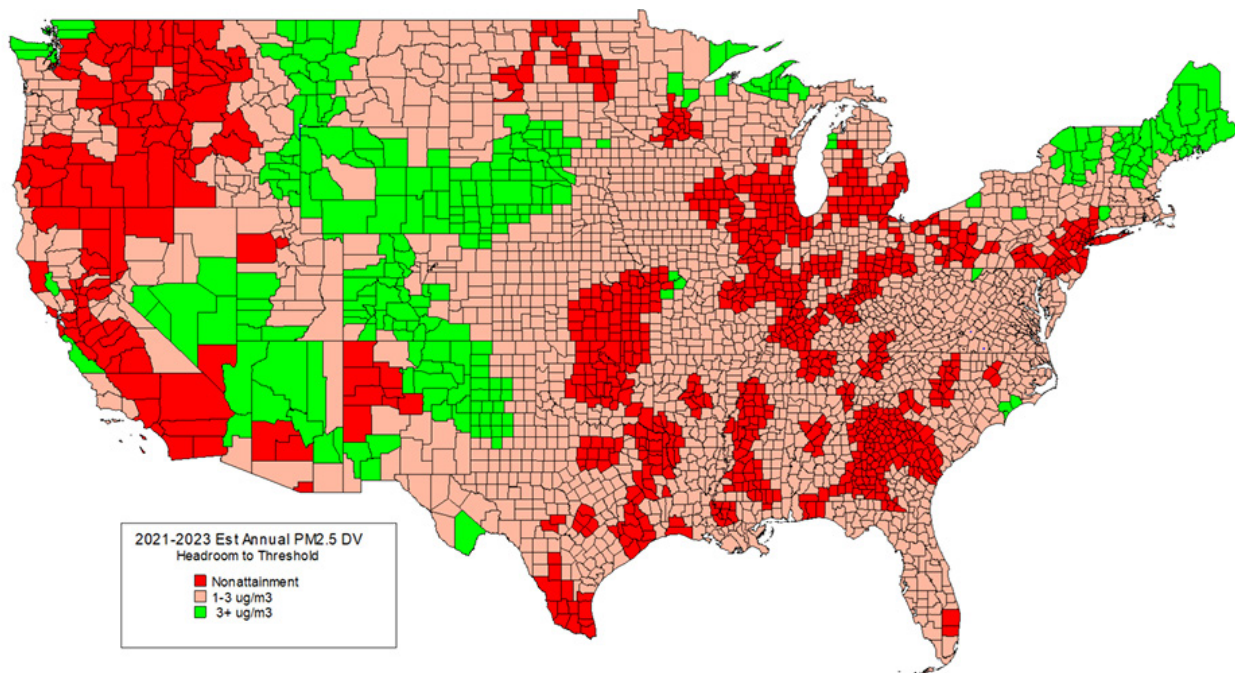 2021-2023 Est Annual PM2.5 DV
Headroom to Threshold
Nonattainment
1-3 ug/m3
3+ ug/m3